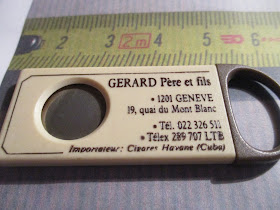 2 3 2m 5 6
GERARD Père et fils
• 1201 GENEVE
19, quai du Mont Blanc
• Tél. 022 326 511
• Télex 289 707 LTB
Importateur: Cigares Havane (Cuba)